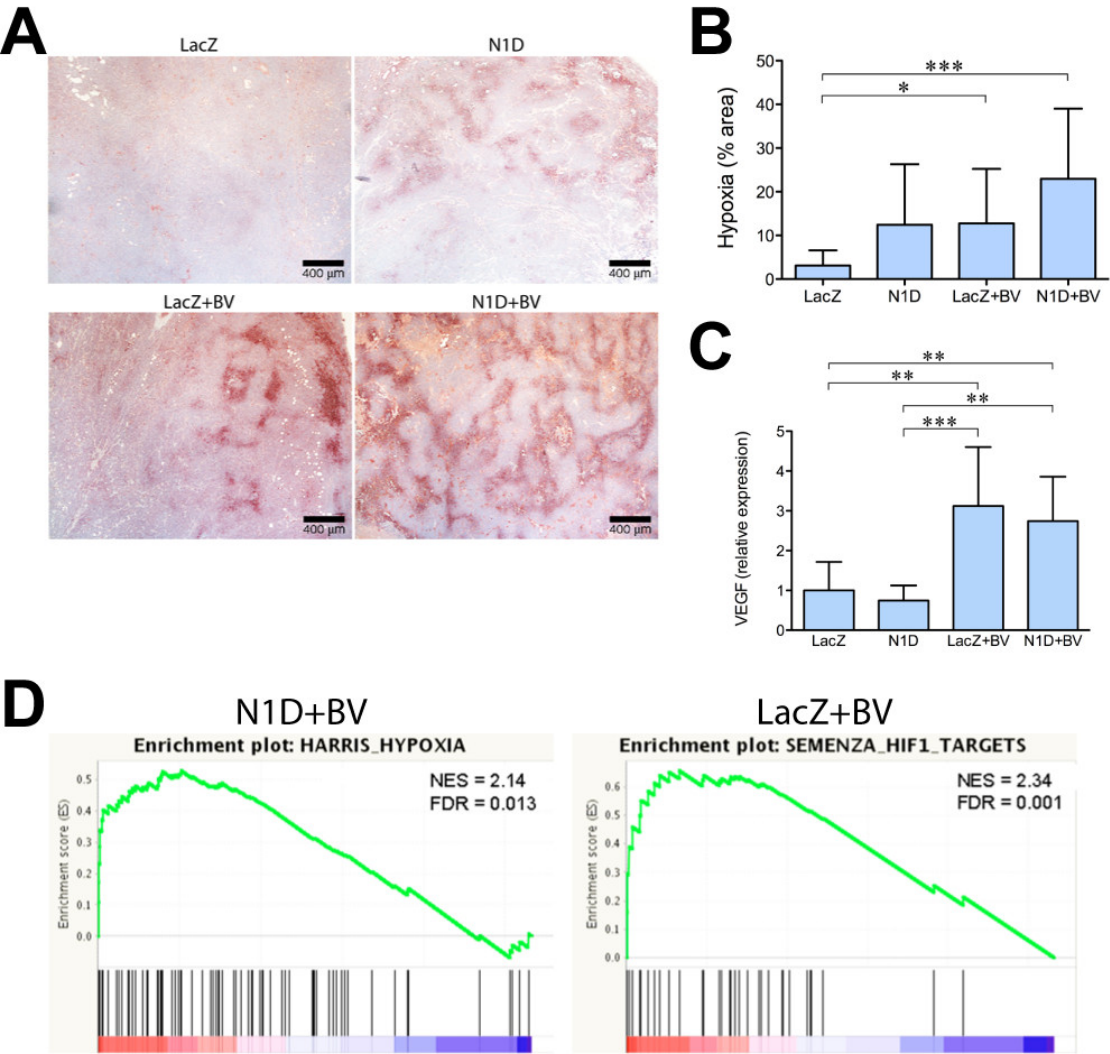 A
LacZ
N1D
400 µm
400 µm
LacZ+BV
N1D+BV
400 µm
400 µm
B
Hypoxia (% area)
50
40
30
20
10
0
***
*
LacZ
N1D
LacZ+BV
N1D+BV
C
VEGF (relative expression)
5
4
3
2
1
0
**
**
**
***
LacZ
N1D
LacZ+BV
N1D+BV
D
N1D+BV
Enrichment plot: HARRIS_HYPOXIA
NES = 2.14
FDR = 0.013
Enrichment score (ES)
0.5
0.4
0.3
0.2
0.1
0.0
LacZ+BV
Enrichment plot: SEMENZA_HIF1_TARGETS
NES = 2.34
FDR = 0.001
Enrichment score (ES)
0.6
0.5
0.4
0.3
0.2
0.1
0.0